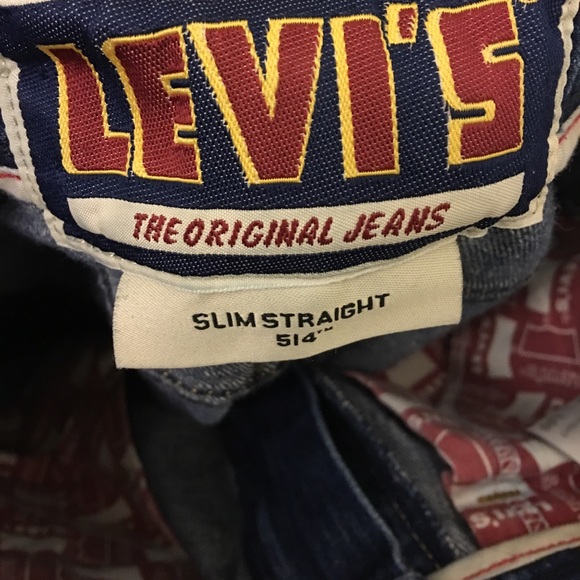 LEVI'S
THE ORIGINAL JEANS
SLIM STRAIGHT
514™